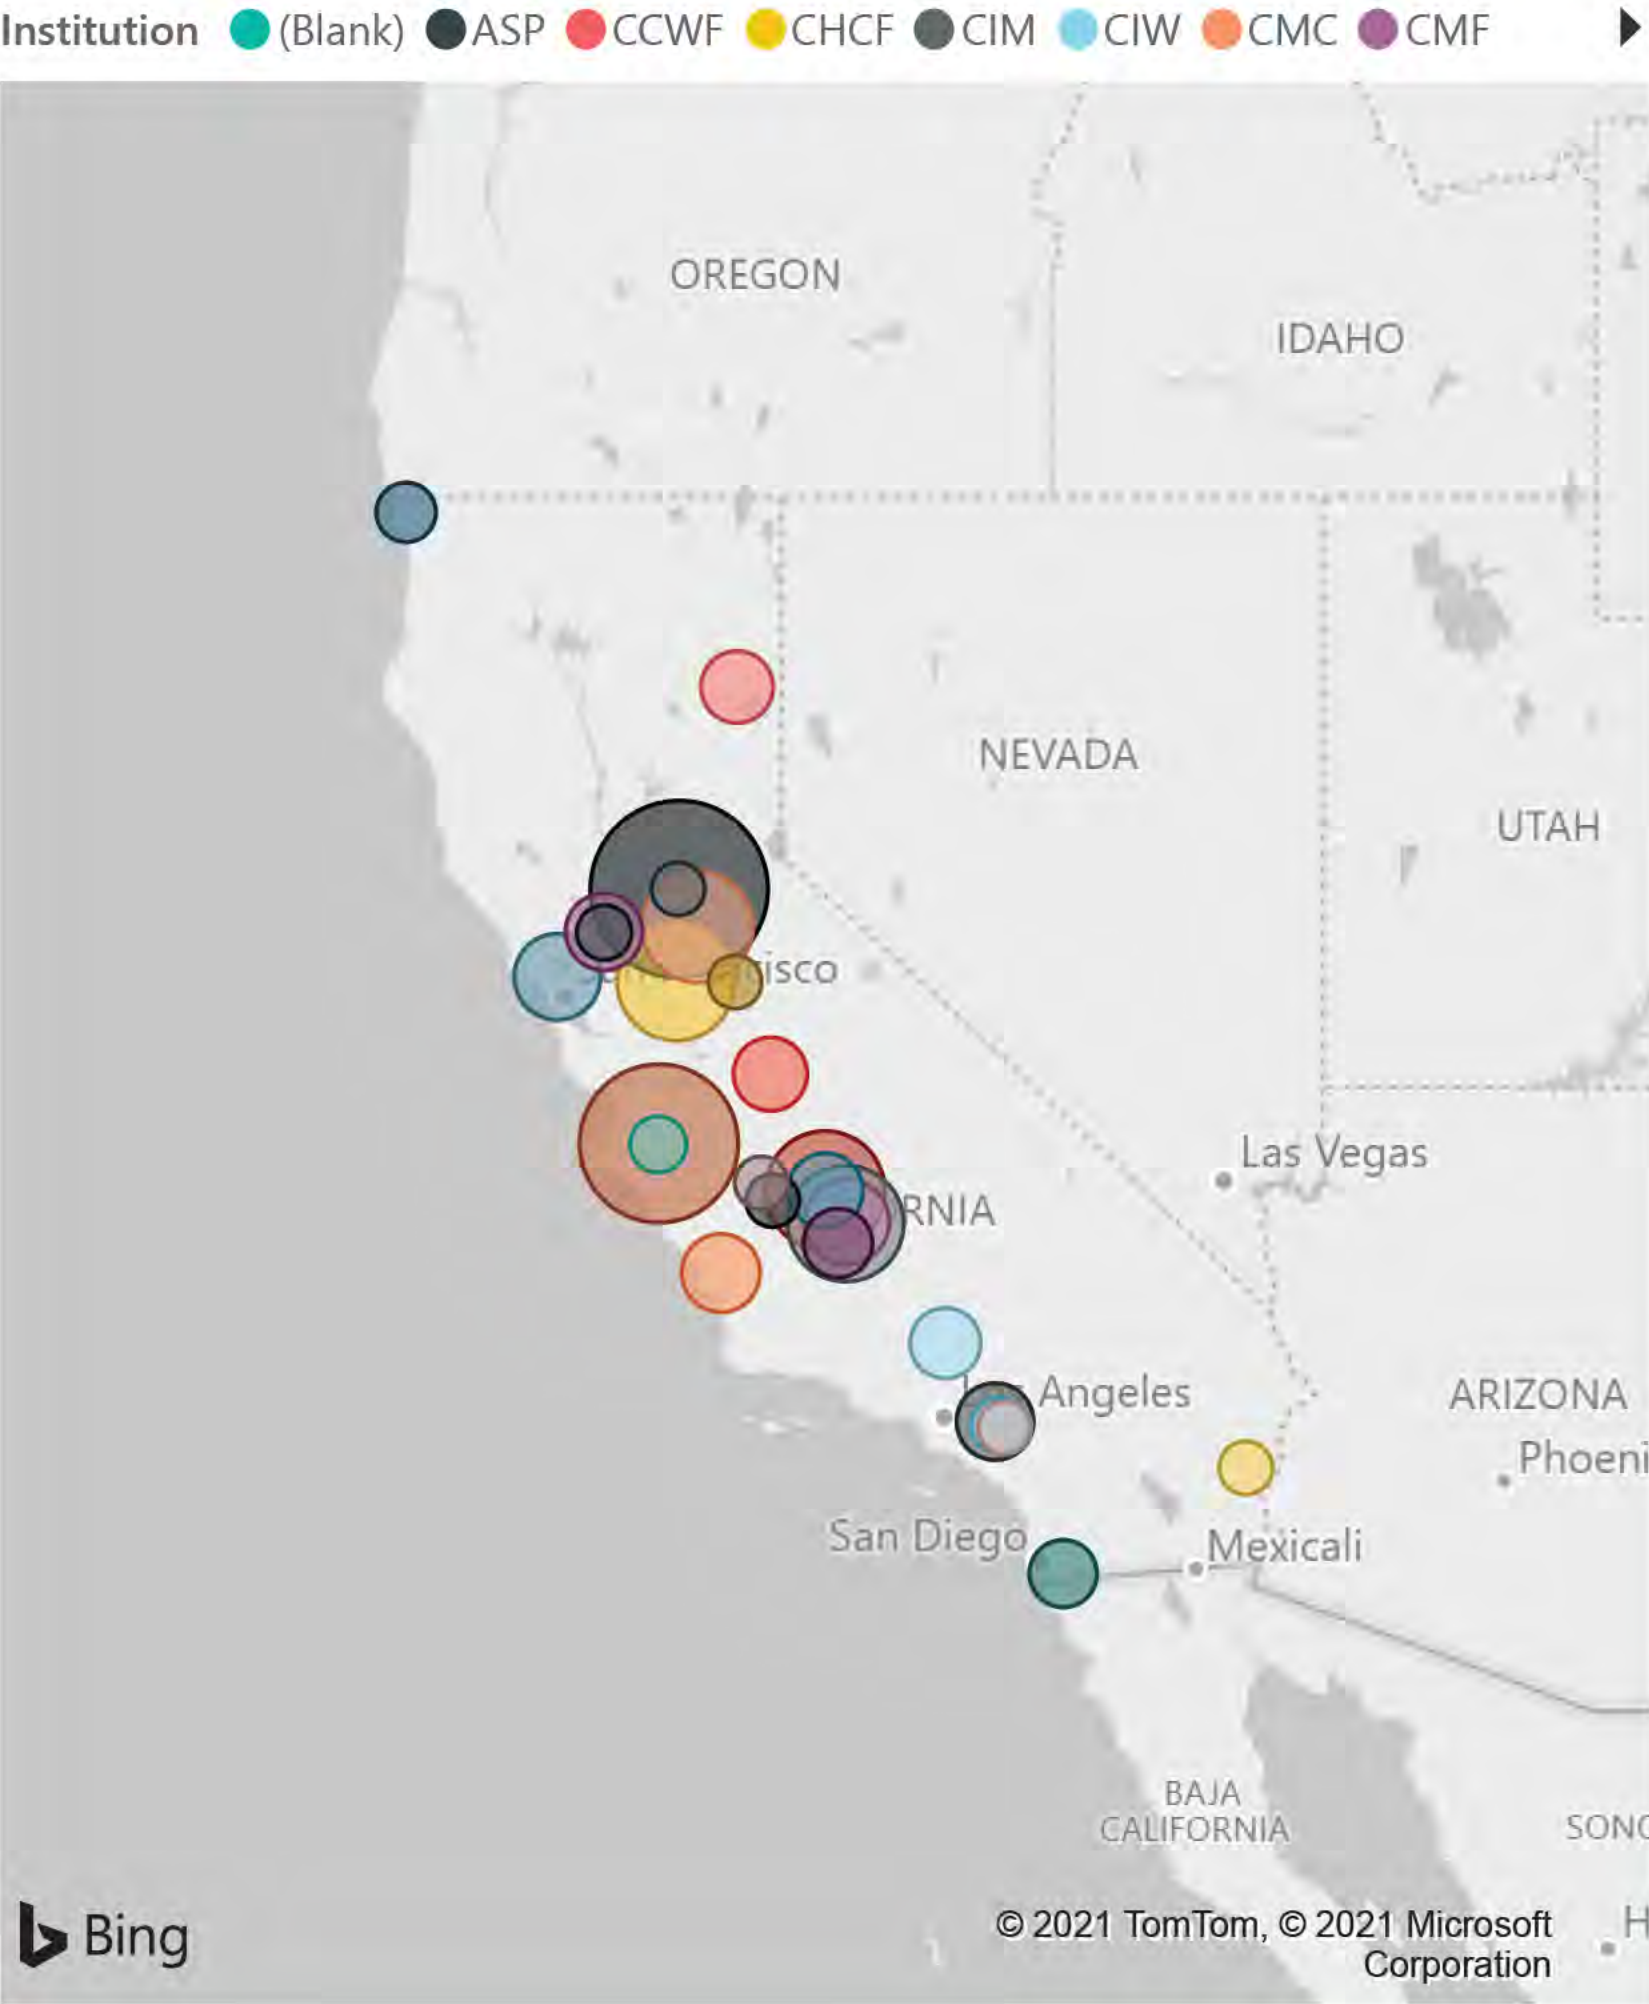 Institution (Blank) ASP CCWF CHCF CIM CIW CMC CMF
OREGON
IDAHO
NEVADA
UTAH
cisco
Las Vegas
RNIA
Angeles
ARIZONA
Phoeni
San Diego
Mexicali
BAJA
CALIFORNIA
SONO
Bing
© 2021 TomTom, © 2021 Microsoft
Corporation
H